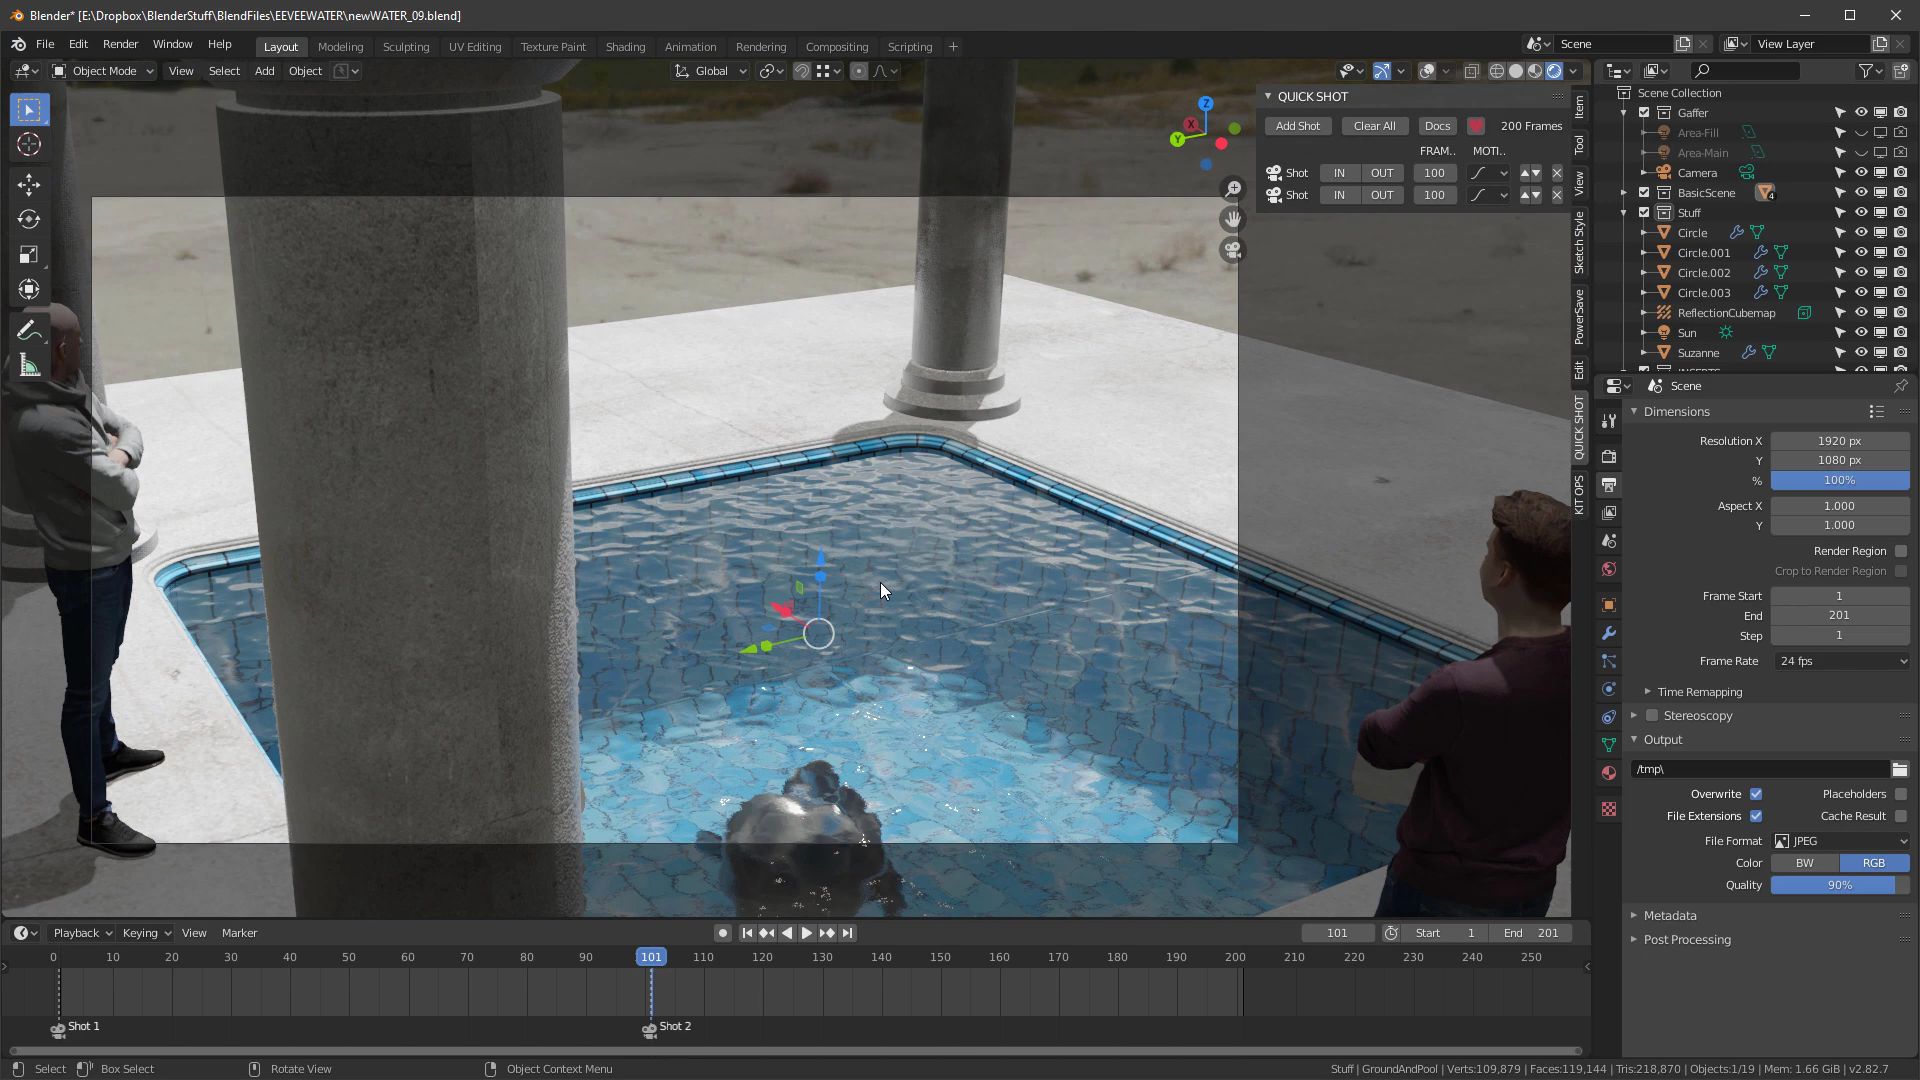 Blender* [E:\Dropbox\BlenderStuff\BlendFiles\EEVEEWATER\newWATER_09.blend]
File Edit Render Window Help Layout Modeling Sculpting UV Editing Texture Paint Shading Animation Rendering Compositing Scripting + Scene View Layer
Object Mode View Select Add Object Global
Z
X
Y
QUICK SHOT
Add Shot Clear All Docs 200 Frames
FRAM.. MOTI..
Shot IN OUT 100
Shot IN OUT 100
Item
Tool
View
Sketch Style
PowerSave
Edit
QUICK SHOT
KIT OPS
Scene Collection
Gaffer
Area-Fill
Area-Main
Camera
BasicScene 4
Stuff
Circle
Circle.001
Circle.002
Circle.003
ReflectionCubemap
Sun
Suzanne
Scene
Dimensions
Resolution X 1920 px
Y 1080 px
% 100%
Aspect X 1.000
Y 1.000
Render Region
Crop to Render Region
Frame Start 1
End 201
Step 1
Frame Rate 24 fps
Time Remapping
Stereoscopy
Output
/tmp\
Overwrite Placeholders
File Extensions Cache Result
File Format JPEG
Color BW RGB
Quality 90%
Metadata
Post Processing
Playback Keying View Marker 101 Start 1 End 201
0 10 20 30 40 50 60 70 80 90 101 110 120 130 140 150 160 170 180 190 200 210 220 230 240 250
Shot 1 Shot 2
Select Box Select Rotate View Object Context Menu Stuff | GroundAndPool | Verts:109,879 | Faces:119,144 | Tris:218,870 | Objects:1/19 | Mem: 1.66 GiB | v2.82.7